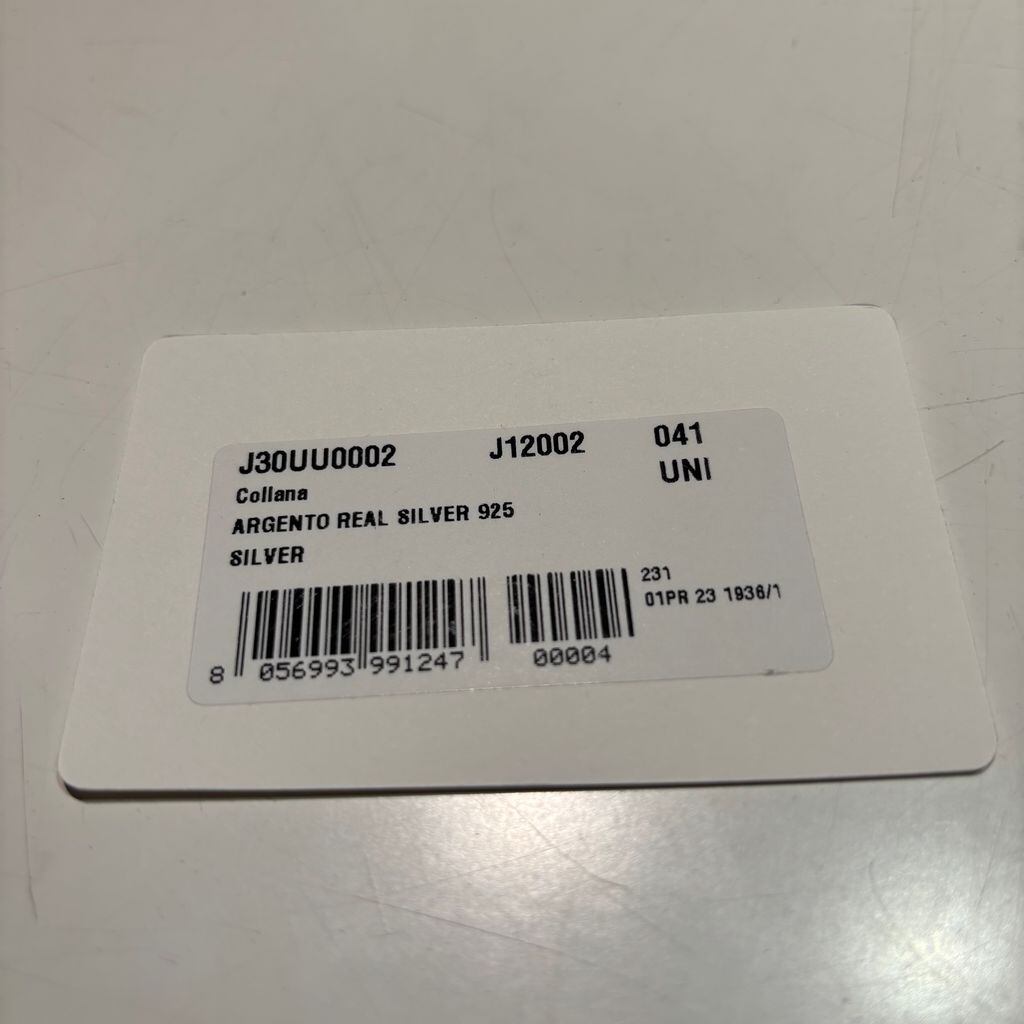 J30UU0002 J12002 041
UNI
Collana
ARGENTO REAL SILVER 925
SILVER
231
01PR 23 1936/1
8 056993 991247 00004